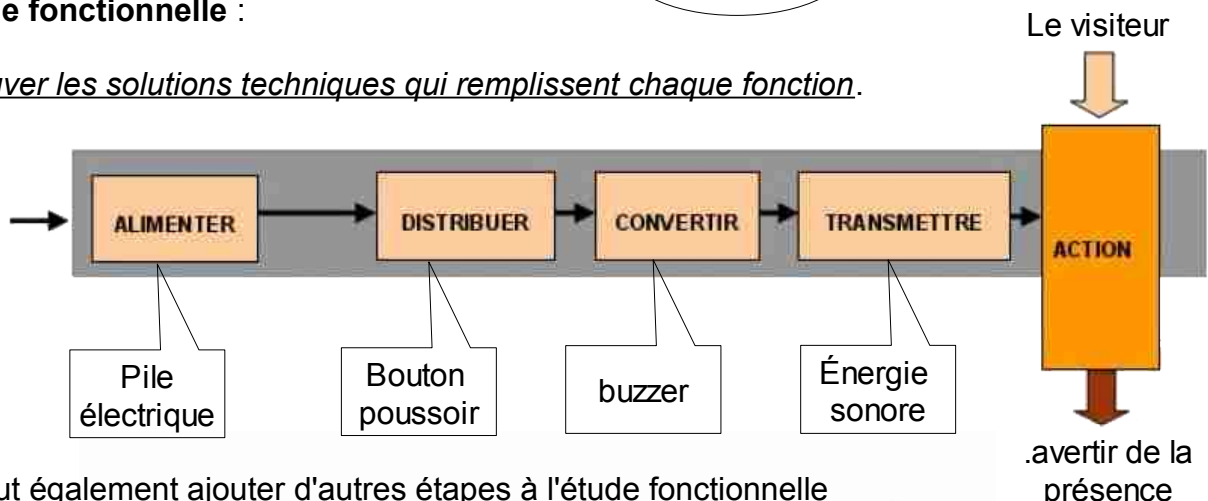 e fonctionnelle :
Le visiteur
uver les solutions techniques qui remplissent chaque fonction.
ALIMENTER
DISTRIBUER
CONVERTIR
TRANSMETTRE
ACTION
Pile
électrique
Bouton
poussoir
buzzer
Énergie
sonore
.avertir de la
présence
ut également ajouter d'autres étapes à l'étude fonctionnelle